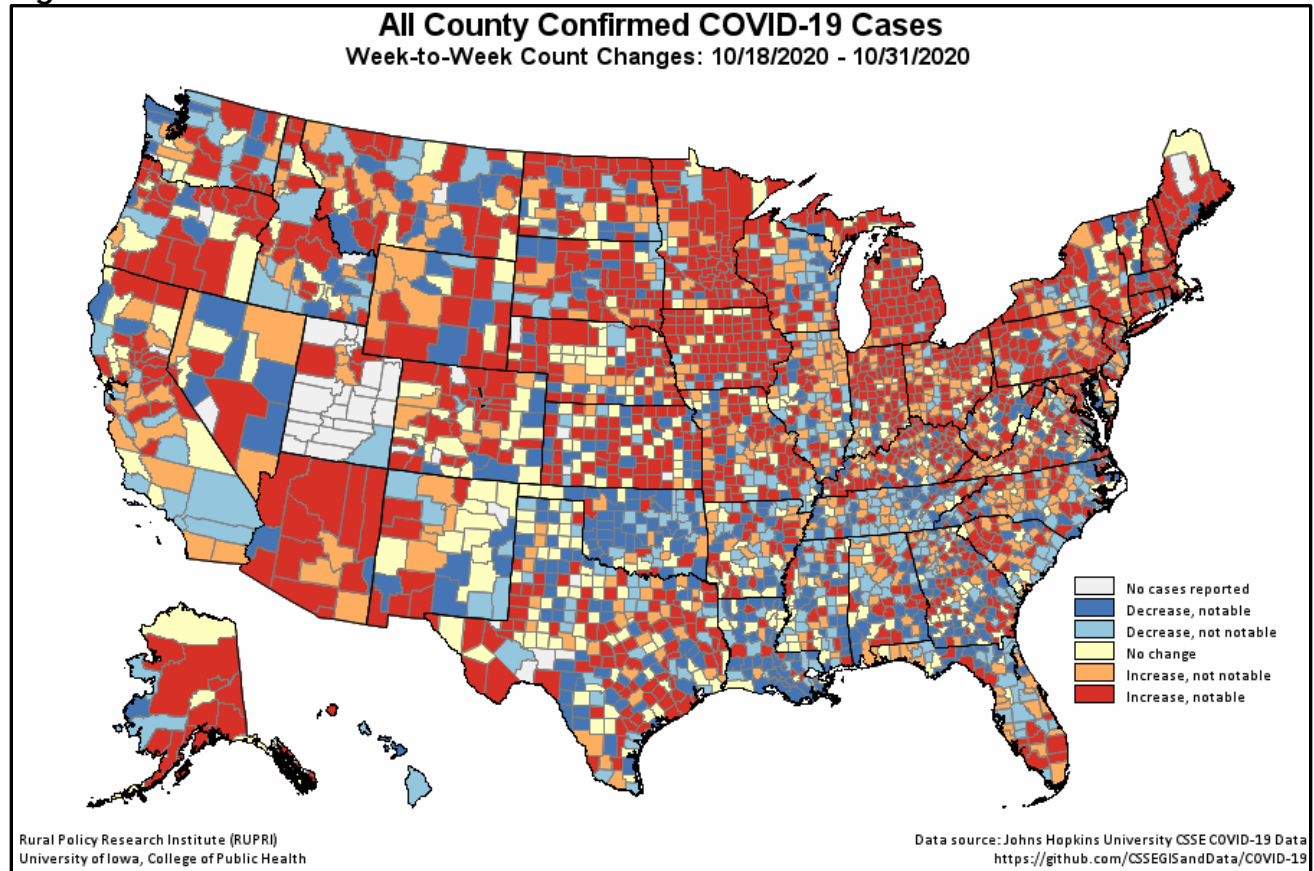 All County Confirmed COVID-19 Cases
Week-to-Week Count Changes: 10/18/2020 - 10/31/2020
No cases reported
Decrease, notable
Decrease, not notable
No change
Increase, not notable
Increase, notable
Rural Policy Research Institute (RUPRI)
University of Iowa, College of Public Health
Data source: Johns Hopkins University CSSE COVID-19 Data
https://github.com/CSSEGISandData/COVID-19